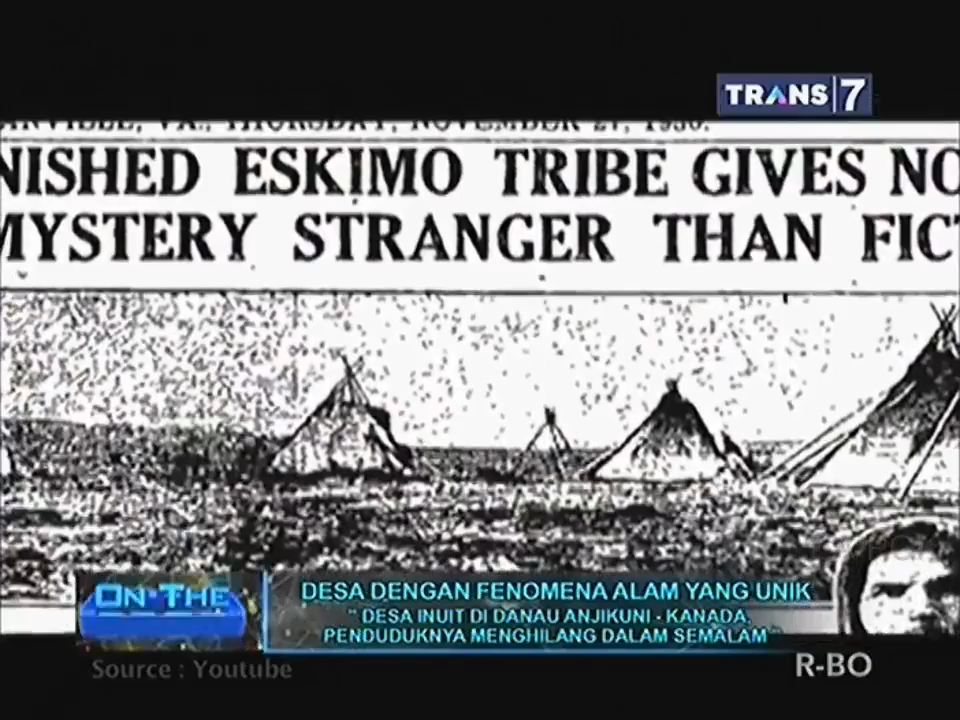 TRANS 7
NISHED ESKIMO TRIBE GIVES NO
MYSTERY STRANGER THAN FIC
ON THE
DESA DENGAN FENOMENA ALAM YANG UNIK
" DESA INUIT DI DANAU ANJIKUNI - KANADA,
PENDUDUKNYA MENGHILANG DALAM SEMALAM "
Source : Youtube
R-BO